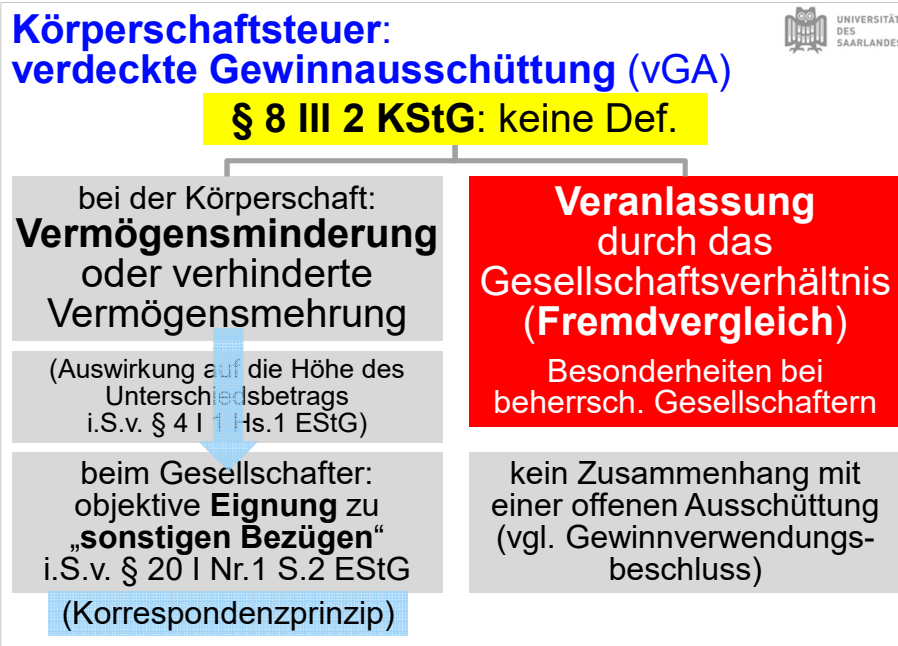 Körperschaftsteuer:
verdeckte Gewinnausschüttung (vGA)
UNIVERSITÄT
DES
SAARLANDES
§ 8 III 2 KStG: keine Def.
bei der Körperschaft:
Vermögensminderung
oder verhinderte
Vermögensmehrung
(Auswirkung auf die Höhe des
Unterschiedsbetrags
i.S.v. § 4 I 1 Hs.1 EStG)
beim Gesellschafter:
objektive Eignung zu
„sonstigen Bezügen“
i.S.v. § 20 I Nr.1 S.2 EStG
(Korrespondenzprinzip)
Veranlassung
durch das
Gesellschaftsverhältnis
(Fremdvergleich)
Besonderheiten bei
beherrsch. Gesellschaftern
kein Zusammenhang mit
einer offenen Ausschüttung
(vgl. Gewinnverwendungs-
beschluss)